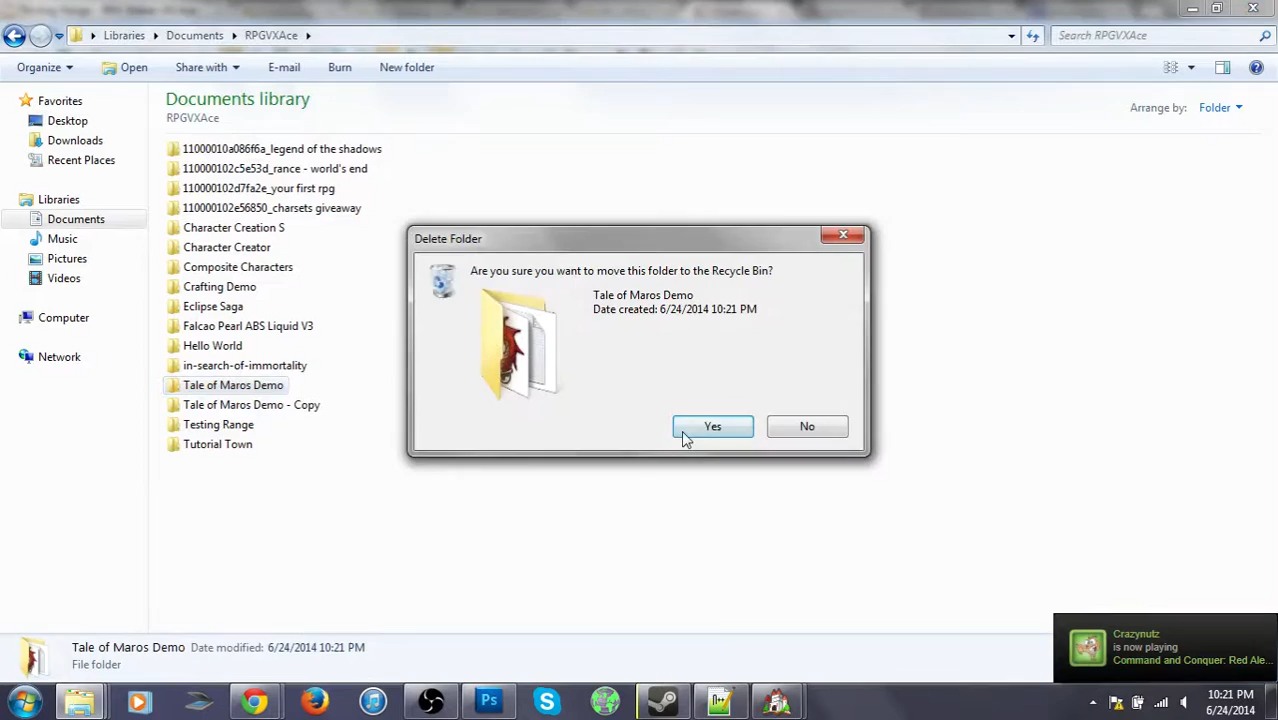 Libraries ▸ Documents ▸ RPGVXAce ▸
Search RPGVXAce
Organize Open Share with E-mail Burn New folder
Favorites
Desktop
Downloads
Recent Places
Libraries
Documents
Music
Pictures
Videos
Computer
Network
Documents library
RPGVXAce
Arrange by: Folder
11000010a086f6a_legend of the shadows
110000102c5e53d_rance - world's end
110000102d7fa2e_your first rpg
110000102e56850_charsets giveaway
Character Creation S
Character Creator
Composite Characters
Crafting Demo
Eclipse Saga
Falcao Pearl ABS Liquid V3
Hello World
in-search-of-immortality
Tale of Maros Demo
Tale of Maros Demo - Copy
Testing Range
Tutorial Town
Delete Folder
Are you sure you want to move this folder to the Recycle Bin?
Tale of Maros Demo
Date created: 6/24/2014 10:21 PM
Yes No
Tale of Maros Demo Date modified: 6/24/2014 10:21 PM
File folder
Crazynutz
is now playing
Command and Conquer: Red Ale...
Ps
10:21 PM
6/24/2014